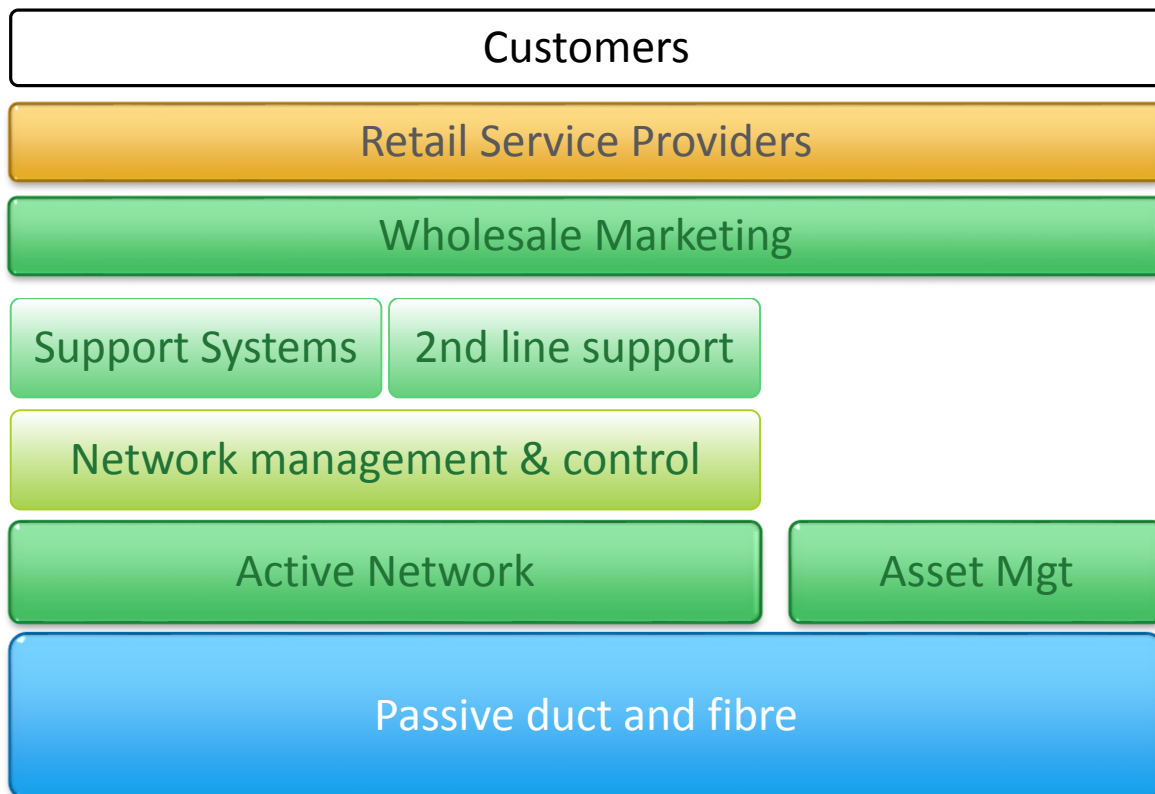 Customers
Retail Service Providers
Wholesale Marketing
Support Systems
2nd line support
Network management & control
Active Network
Asset Mgt
Passive duct and fibre